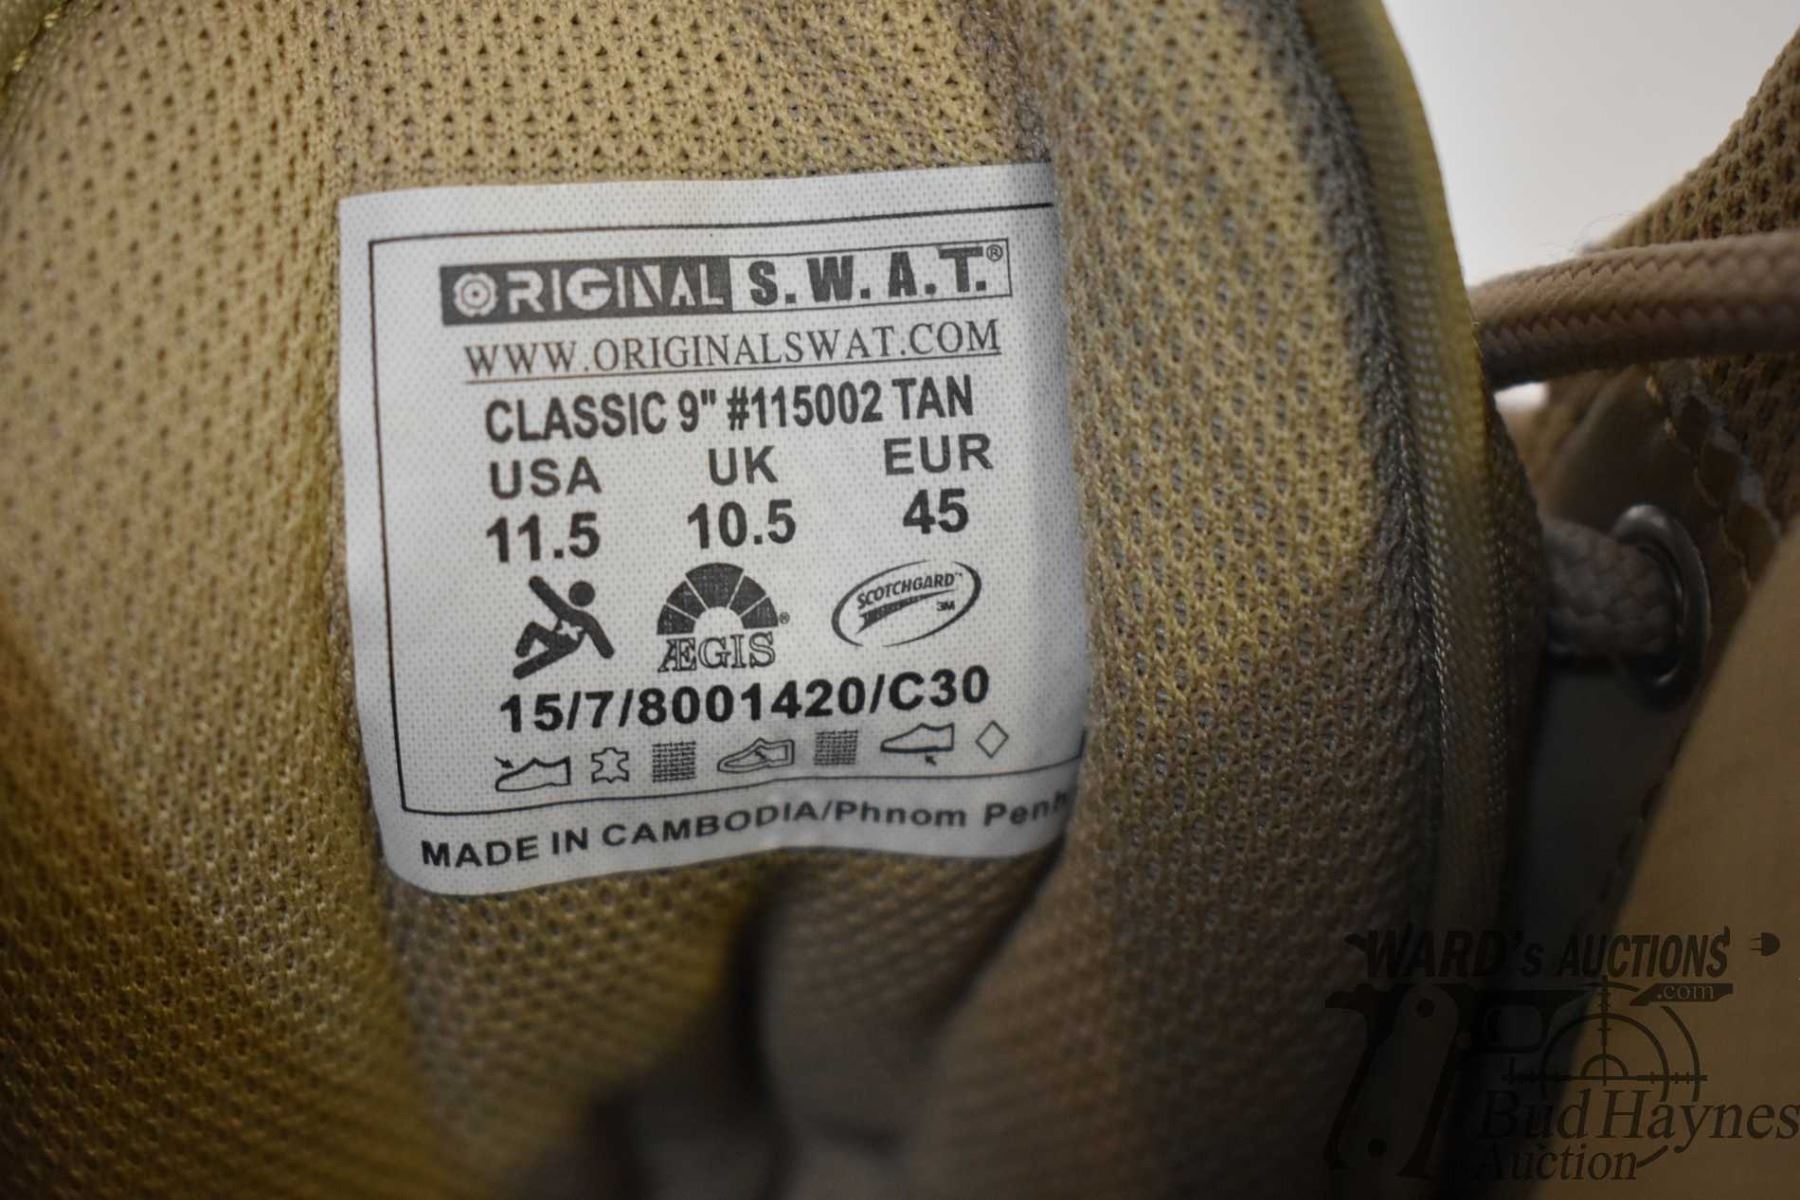 ORIGINAL S.W.A.T.®
WWW.ORIGINALSWAT.COM
CLASSIC 9" #115002 TAN
USA UK EUR
11.5 10.5 45
ÆGIS® SCOTCHGARD™ 3M
15/7/8001420/C30
MADE IN CAMBODIA/Phnom Penh
WARD's AUCTIONS
.com
Bud Haynes
Auction